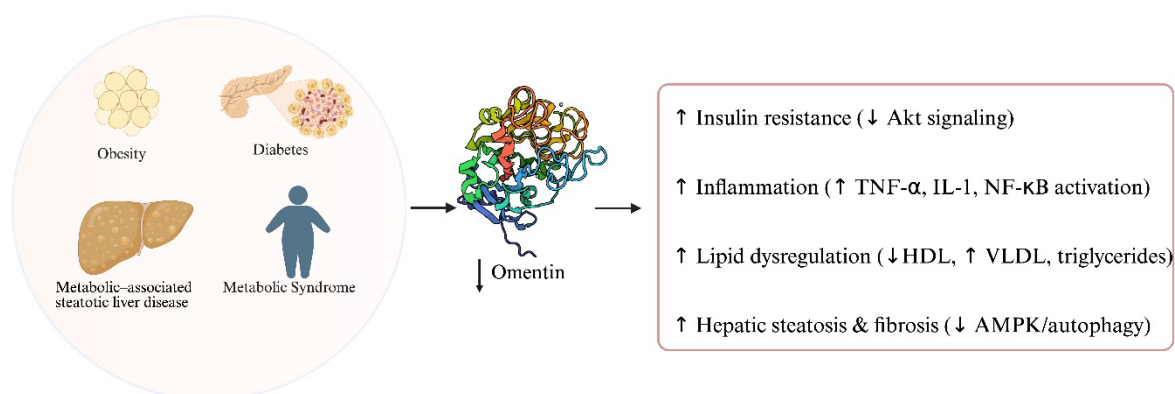 Obesity
Diabetes
Metabolic–associated
steatotic liver disease
Metabolic Syndrome
↓ Omentin
↑ Insulin resistance (↓ Akt signaling)
↑ Inflammation (↑ TNF-α, IL-1, NF-κB activation)
↑ Lipid dysregulation (↓HDL, ↑ VLDL, triglycerides)
↑ Hepatic steatosis & fibrosis (↓ AMPK/autophagy)